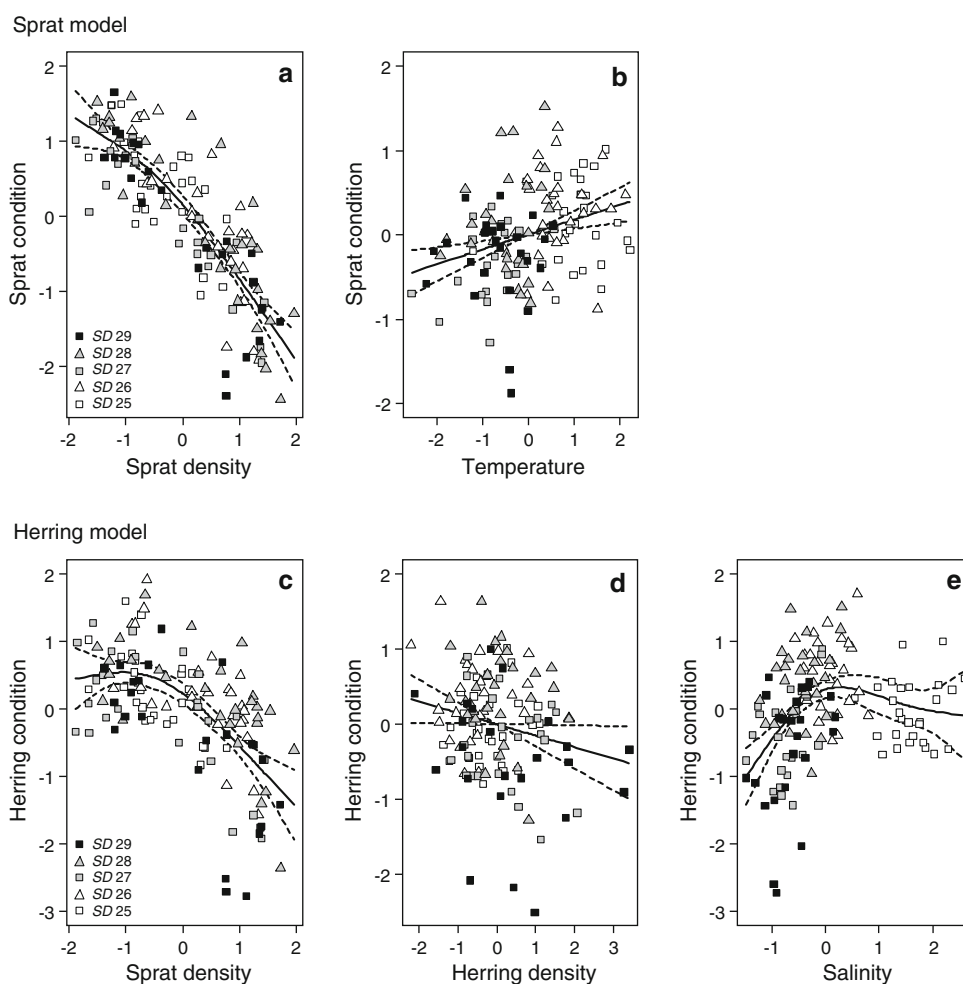 Sprat model
a
Sprat condition
2
1
0
-1
-2
SD 29
SD 28
SD 27
SD 26
SD 25
-2 -1 0 1 2
Sprat density
b
Sprat condition
2
1
0
-1
-2
-2 -1 0 1 2
Temperature
Herring model
c
Herring condition
2
1
0
-1
-2
-3
SD 29
SD 28
SD 27
SD 26
SD 25
-2 -1 0 1 2
Sprat density
d
Herring condition
2
1
0
-1
-2
-2 -1 0 1 2 3
Herring density
e
Herring condition
2
1
0
-1
-2
-3
-1 0 1 2
Salinity